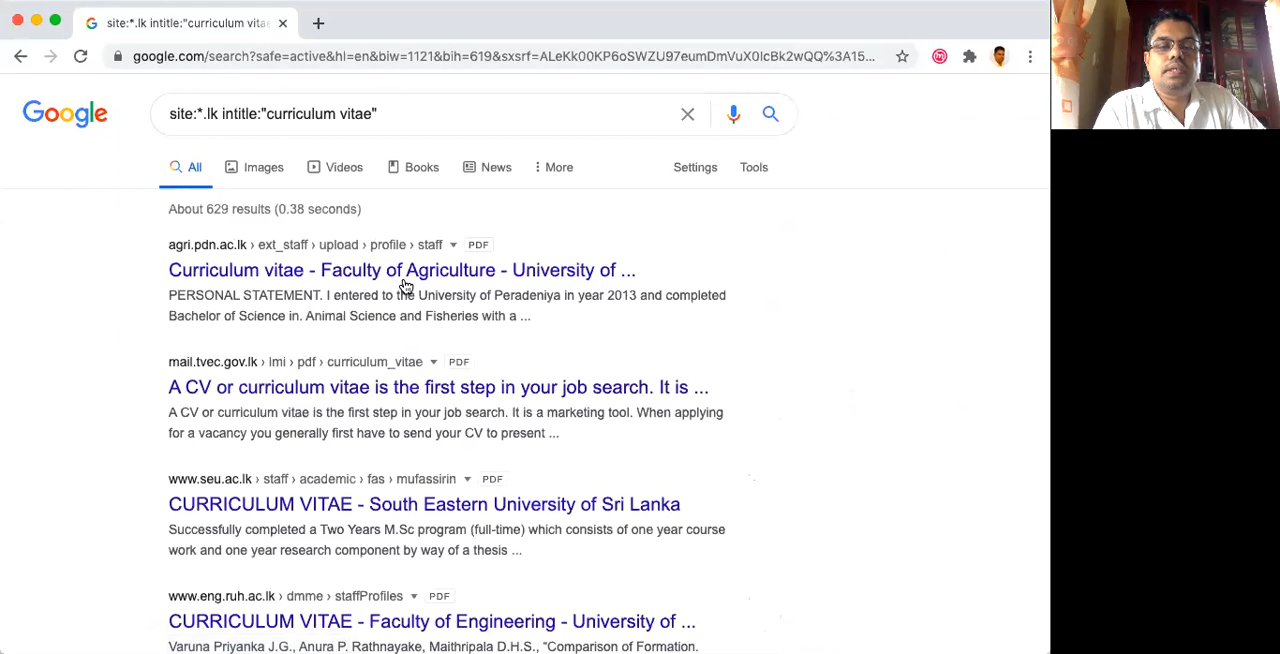 site:*.lk intitle:"curriculum vitae
google.com/search?safe=active&hl=en&biw=1121&bih=619&sxsrf=ALeKk00KP6oSWZU97eumDmVuX0IcBk2wQQ%3A15...
Google
site:*.lk intitle:"curriculum vitae"
All Images Videos Books News More Settings Tools
About 629 results (0.38 seconds)
agri.pdn.ac.lk › ext_staff › upload › profile › staff PDF
Curriculum vitae - Faculty of Agriculture - University of ...
PERSONAL STATEMENT. I entered to the University of Peradeniya in year 2013 and completed
Bachelor of Science in. Animal Science and Fisheries with a ...
mail.tvec.gov.lk › lmi › pdf › curriculum_vitae PDF
A CV or curriculum vitae is the first step in your job search. It is ...
A CV or curriculum vitae is the first step in your job search. It is a marketing tool. When applying
for a vacancy you generally first have to send your CV to present ...
www.seu.ac.lk › staff › academic › fas › mufassirin PDF
CURRICULUM VITAE - South Eastern University of Sri Lanka
Successfully completed a Two Years M.Sc program (full-time) which consists of one year course
work and one year research component by way of a thesis ...
www.eng.ruh.ac.lk › dmme › staffProfiles PDF
CURRICULUM VITAE - Faculty of Engineering - University of ...
Varuna Priyanka J.G., Anura P. Rathnayake, Maithripala D.H.S., "Comparison of Formation.